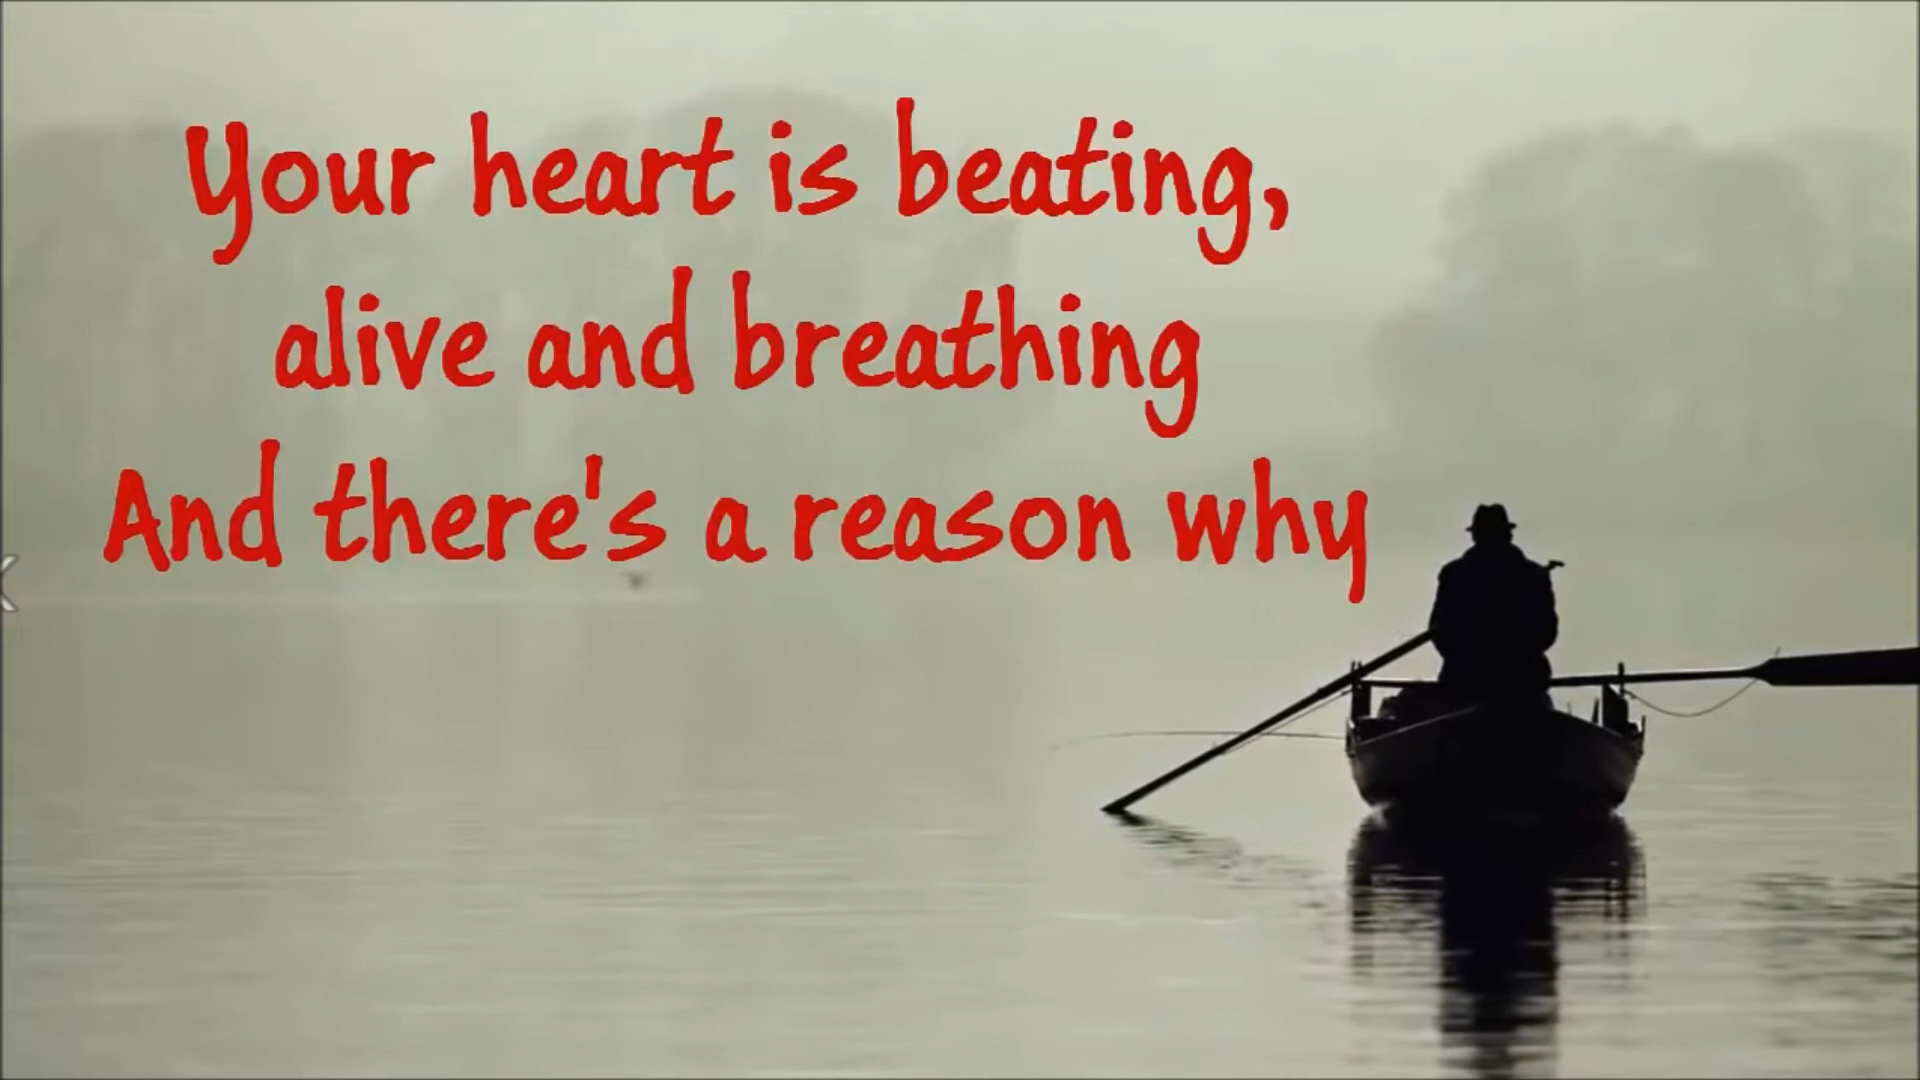 Your heart is beating,
alive and breathing
And there's a reason why